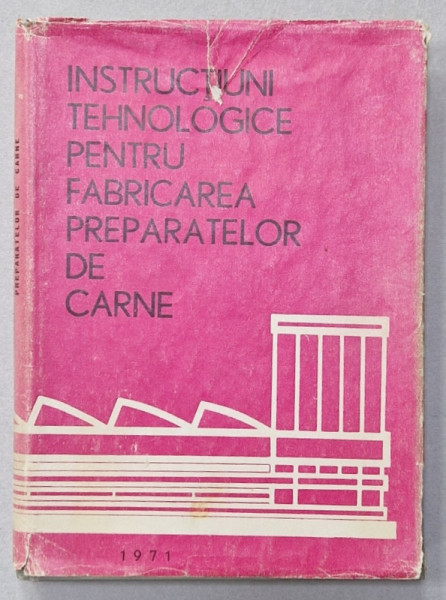 INSTRUCȚIUNI
TEHNOLOGICE
PENTRU
FABRICAREA
PREPARATELOR
DE
CARNE
1971
PREPARATELOR DE CARNE